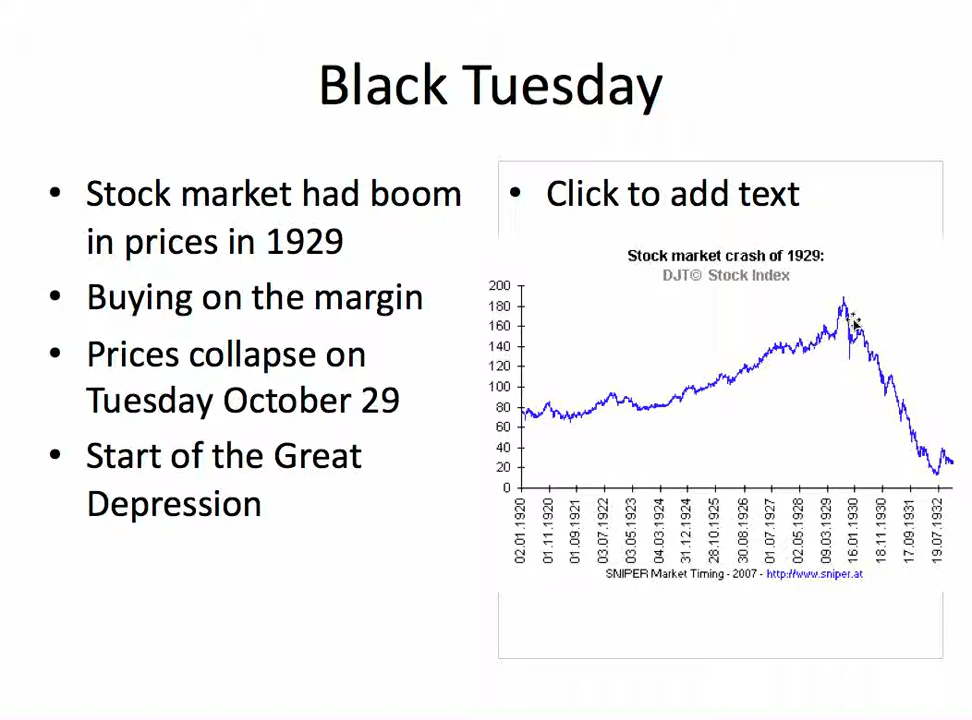 Black Tuesday
• Stock market had boom
in prices in 1929
• Buying on the margin
• Prices collapse on
Tuesday October 29
• Start of the Great
Depression
• Click to add text
Stock market crash of 1929:
DJT© Stock Index
200
180
160
140
120
100
80
60
40
20
0
02.01.1920
01.11.1920
01.09.1921
03.07.1922
03.05.1923
04.03.1924
31.12.1924
28.10.1925
30.08.1926
01.07.1927
02.05.1928
09.03.1929
16.01.1930
18.11.1930
17.09.1931
19.07.1932
SNIPER Market Timing - 2007 - http://www.sniper.at